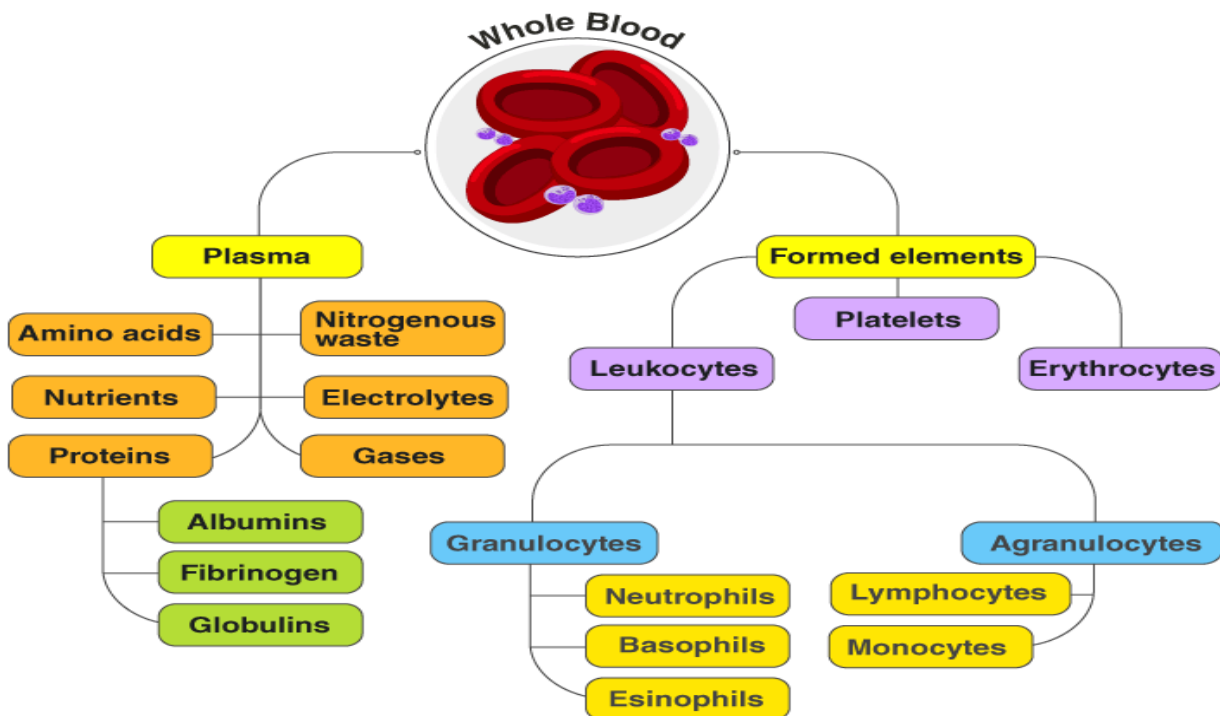 Whole Blood
Plasma
Formed elements
Amino acids
Nitrogenous
waste
Platelets
Leukocytes
Erythrocytes
Nutrients
Electrolytes
Proteins
Gases
Albumins
Fibrinogen
Globulins
Granulocytes
Agranulocytes
Neutrophils
Basophils
Esinophils
Lymphocytes
Monocytes